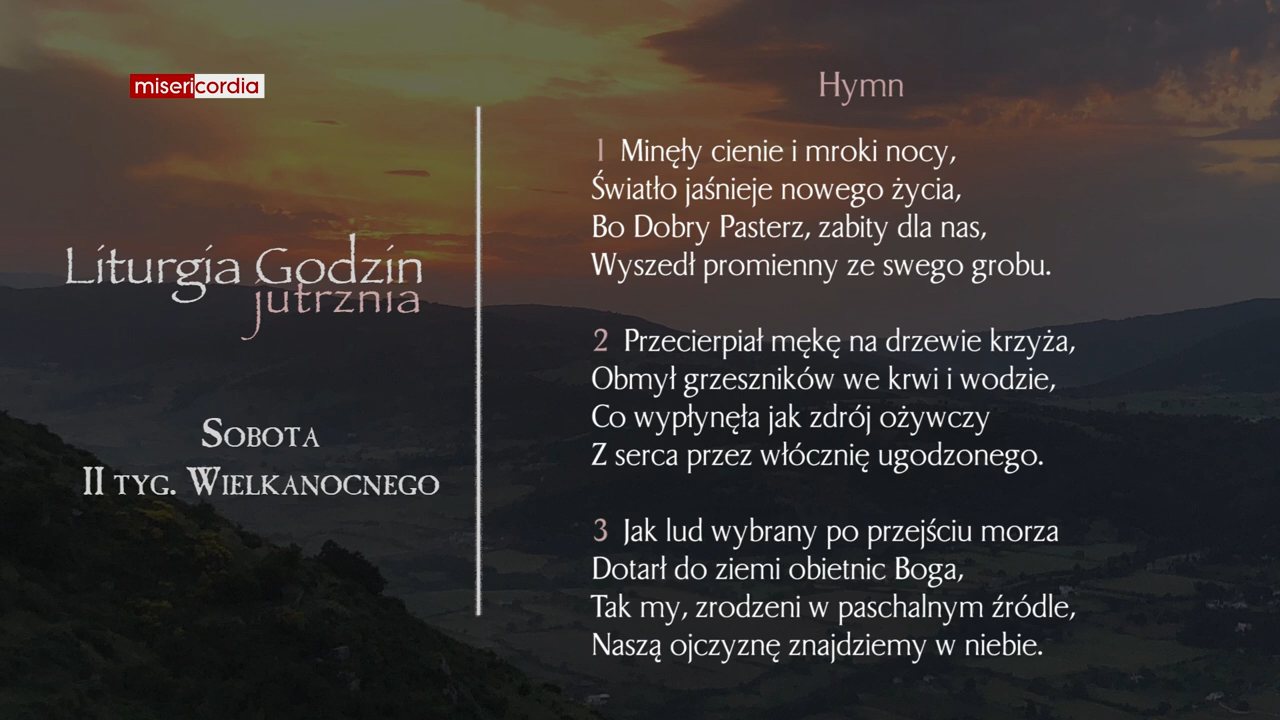 misericordia
Liturgia Godzin
jutrznia
Sobota
II tyg. Wielkanocnego
Hymn
1 Minęły cienie i mroki nocy,
Światło jaśnieje nowego życia,
Bo Dobry Pasterz, zabity dla nas,
Wyszedł promienny ze swego grobu.
2 Przecierpiał mękę na drzewie krzyża,
Obmył grzeszników we krwi i wodzie,
Co wypłynęła jak zdrój ożywczy
Z serca przez włócznię ugodzonego.
3 Jak lud wybrany po przejściu morza
Dotarł do ziemi obietnic Boga,
Tak my, zrodzeni w paschalnym źródle,
Naszą ojczyznę znajdziemy w niebie.